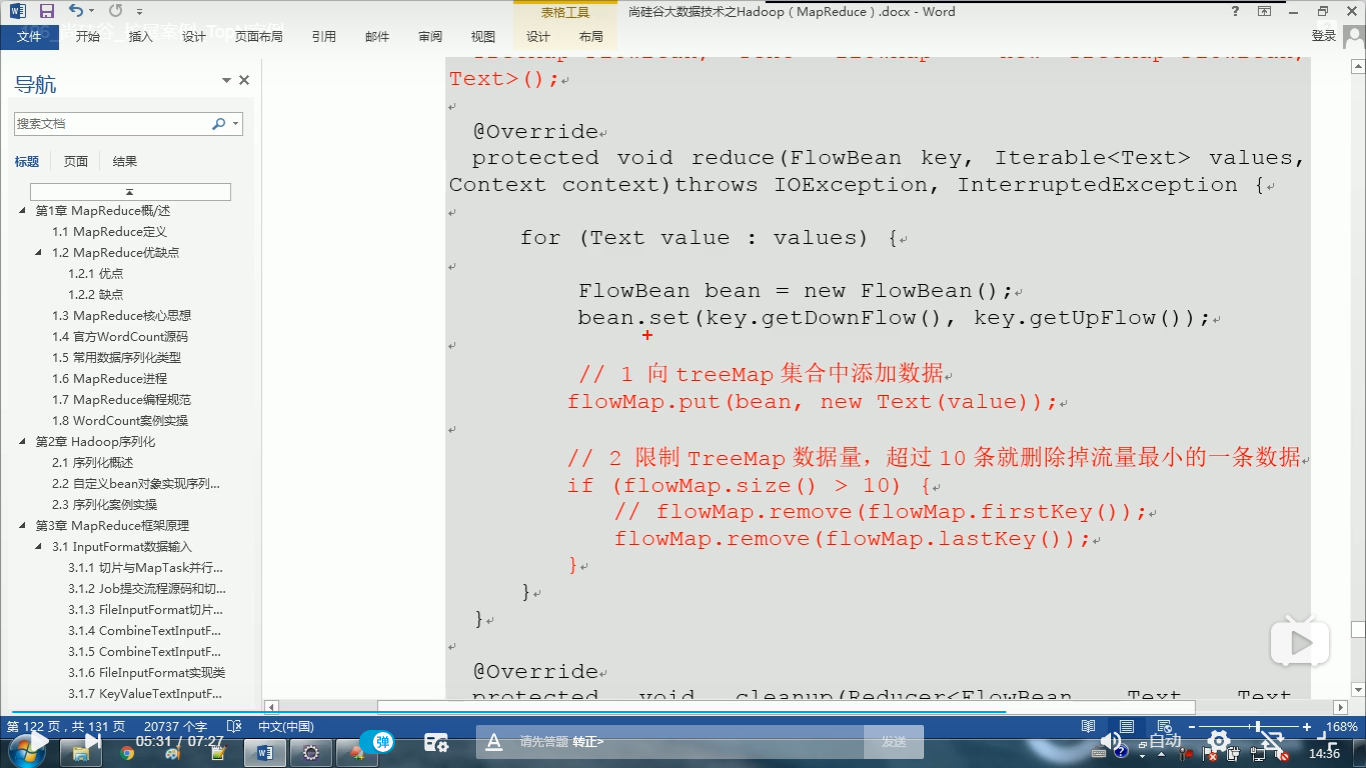 表格工具
尚硅谷大数据技术之Hadoop（MapReduce）.docx - Word
文件
开始
插入
设计
页面布局
引用
邮件
审阅
视图
设计
布局
登录
导航
搜索文档
标题
页面
结果
第1章 MapReduce概/述
1.1 MapReduce定义
1.2 MapReduce优缺点
1.2.1 优点
1.2.2 缺点
1.3 MapReduce核心思想
1.4 官方WordCount源码
1.5 常用数据序列化类型
1.6 MapReduce进程
1.7 MapReduce编程规范
1.8 WordCount案例实操
第2章 Hadoop序列化
2.1 序列化概述
2.2 自定义bean对象实现序列...
2.3 序列化案例实操
第3章 MapReduce框架原理
3.1 InputFormat数据输入
3.1.1 切片与MapTask并行...
3.1.2 Job提交流程源码和切...
3.1.3 FileInputFormat切片...
3.1.4 CombineTextInputF...
3.1.5 CombineTextInputF...
3.1.6 FileInputFormat实现类
3.1.7 KeyValueTextInputF...
Text>();
@Override
protected void reduce(FlowBean key, Iterable<Text> values,
Context context)throws IOException, InterruptedException {
for (Text value : values) {
FlowBean bean = new FlowBean();
bean.set(key.getDownFlow(), key.getUpFlow());
// 1 向 treeMap 集合中添加数据
flowMap.put(bean, new Text(value));
// 2 限制 TreeMap 数据量，超过 10 条就删除掉流量最小的一条数据
if (flowMap.size() > 10) {
// flowMap.remove(flowMap.firstKey());
flowMap.remove(flowMap.lastKey());
}
}
}
@Override
protected void cleanup(Reducer<FlowBean, Text, Text,
第 122 页，共 131 页
20737 个字
中文(中国)
168%
05:31 / 07:27
弹
请先答题 转正>
发送
自动
14:36